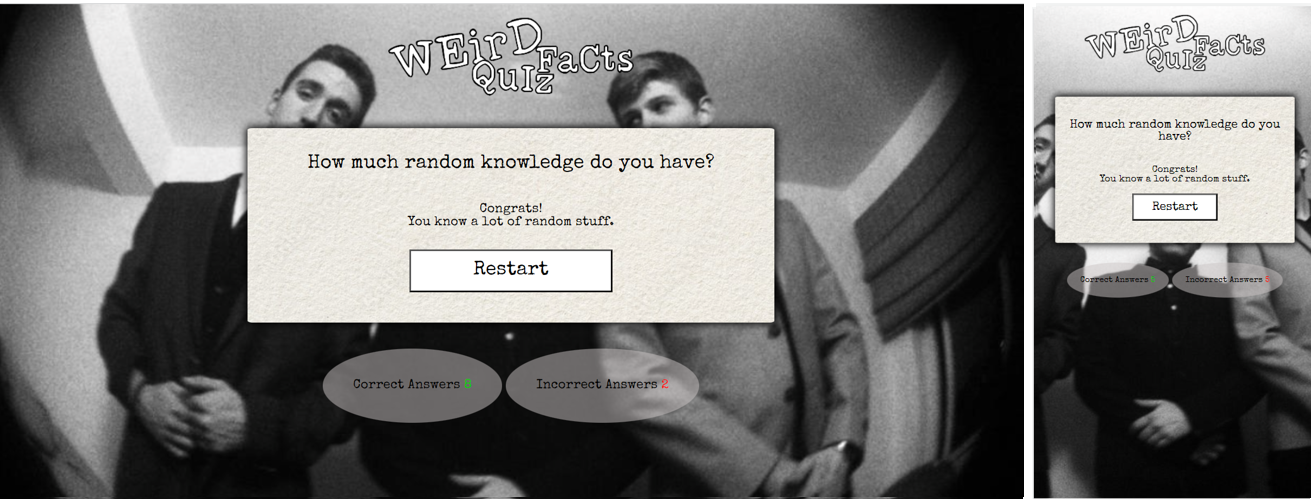 WEirD FaCts
QuIz
How much random knowledge do you have?
Congrats!
You know a lot of random stuff.
Restart
Correct Answers 8
Incorrect Answers 2
WEirD FaCts
QuIz
How much random knowledge do you
have?
Congrats!
You know a lot of random stuff.
Restart
Correct Answers
Incorrect Answers